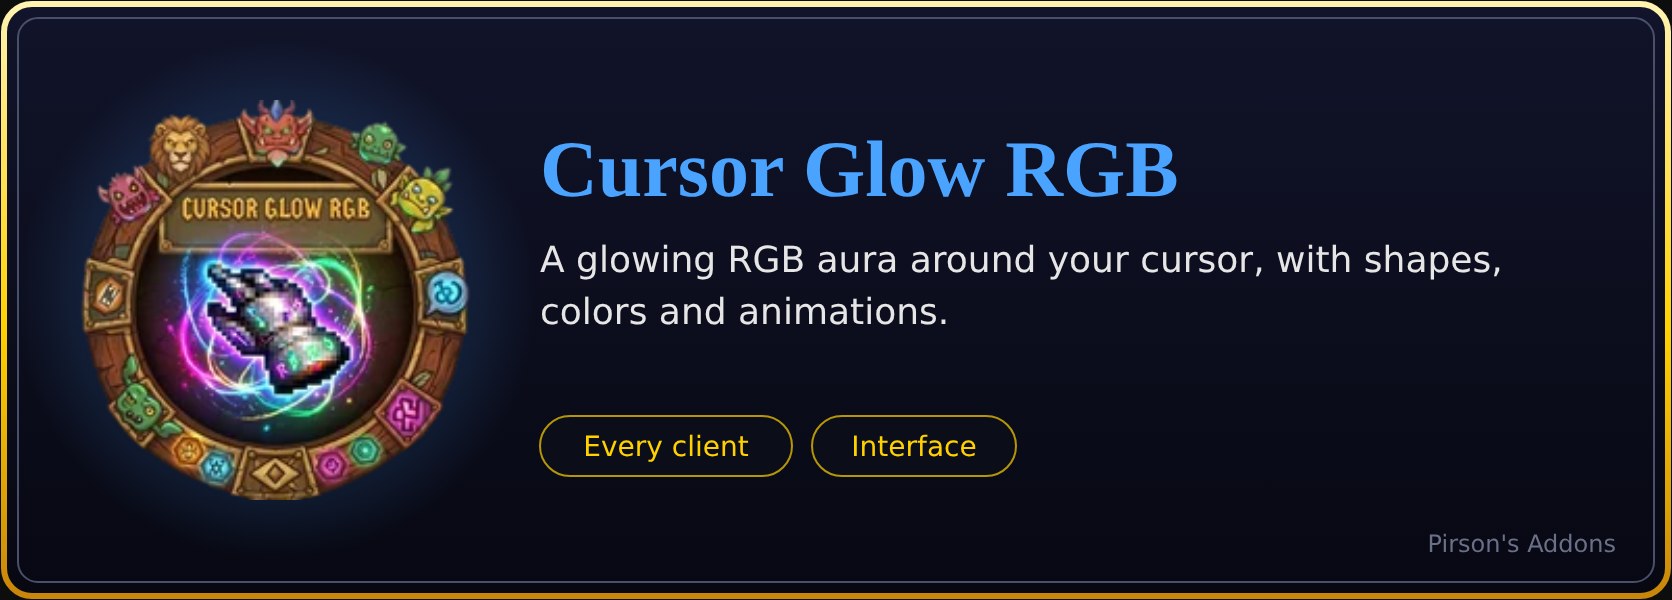 CURSOR GLOW RGB
Cursor Glow RGB
A glowing RGB aura around your cursor, with shapes,
colors and animations.
Every client
Interface
Pirson's Addons